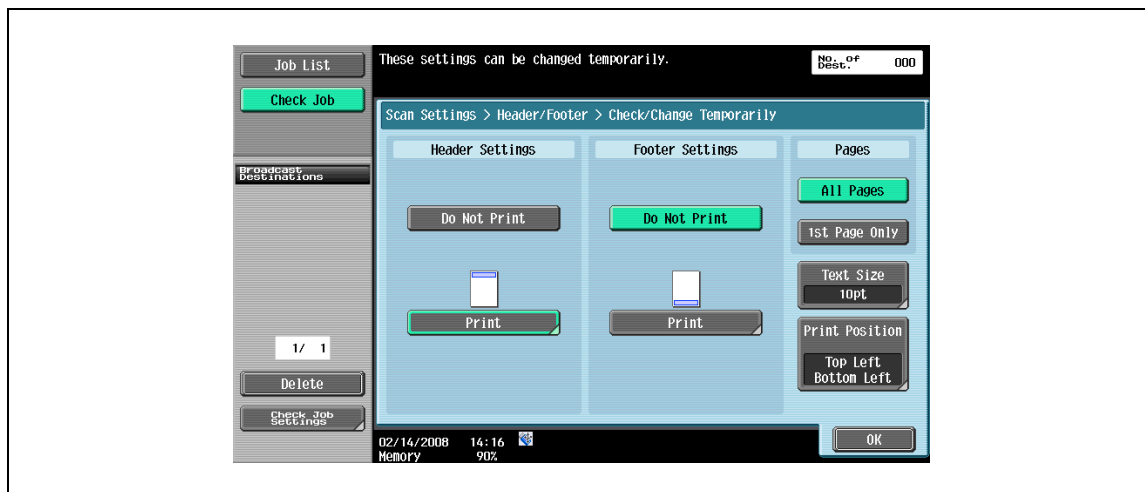 Job List
Check Job
Broadcast
Destinations
1/ 1
Delete
Check Job
Settings
These settings can be changed temporarily.
No. of
Dest.
000
Scan Settings > Header/Footer > Check/Change Temporarily
Header Settings
Do Not Print
Print
Footer Settings
Do Not Print
Print
Pages
All Pages
1st Page Only
Text Size
10pt
Print Position
Top Left
Bottom Left
02/14/2008 14:16
Memory 90%
OK